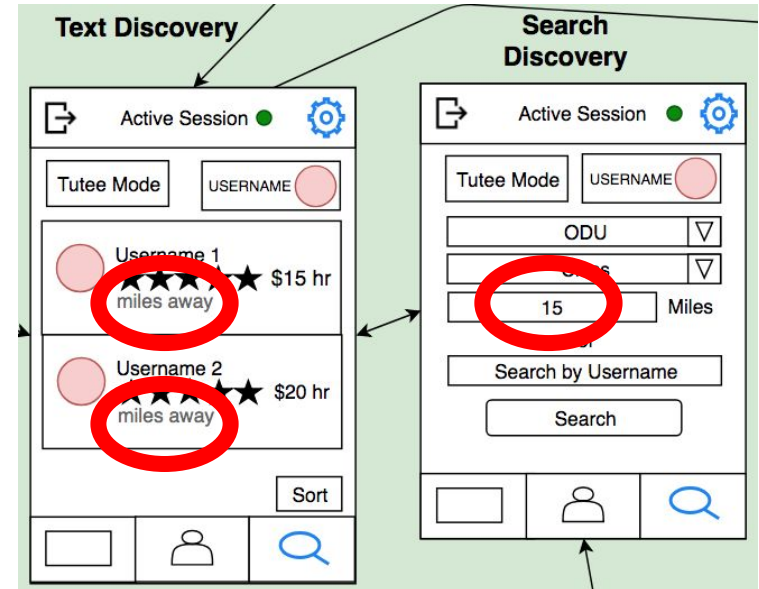 Text Discovery
Active Session
Tutee Mode
USERNAME
Username 1
$15 hr
miles away
Username 2
$20 hr
miles away
Sort
Search
Discovery
Active Session
Tutee Mode
USERNAME
ODU
15
Miles
Search by Username
Search